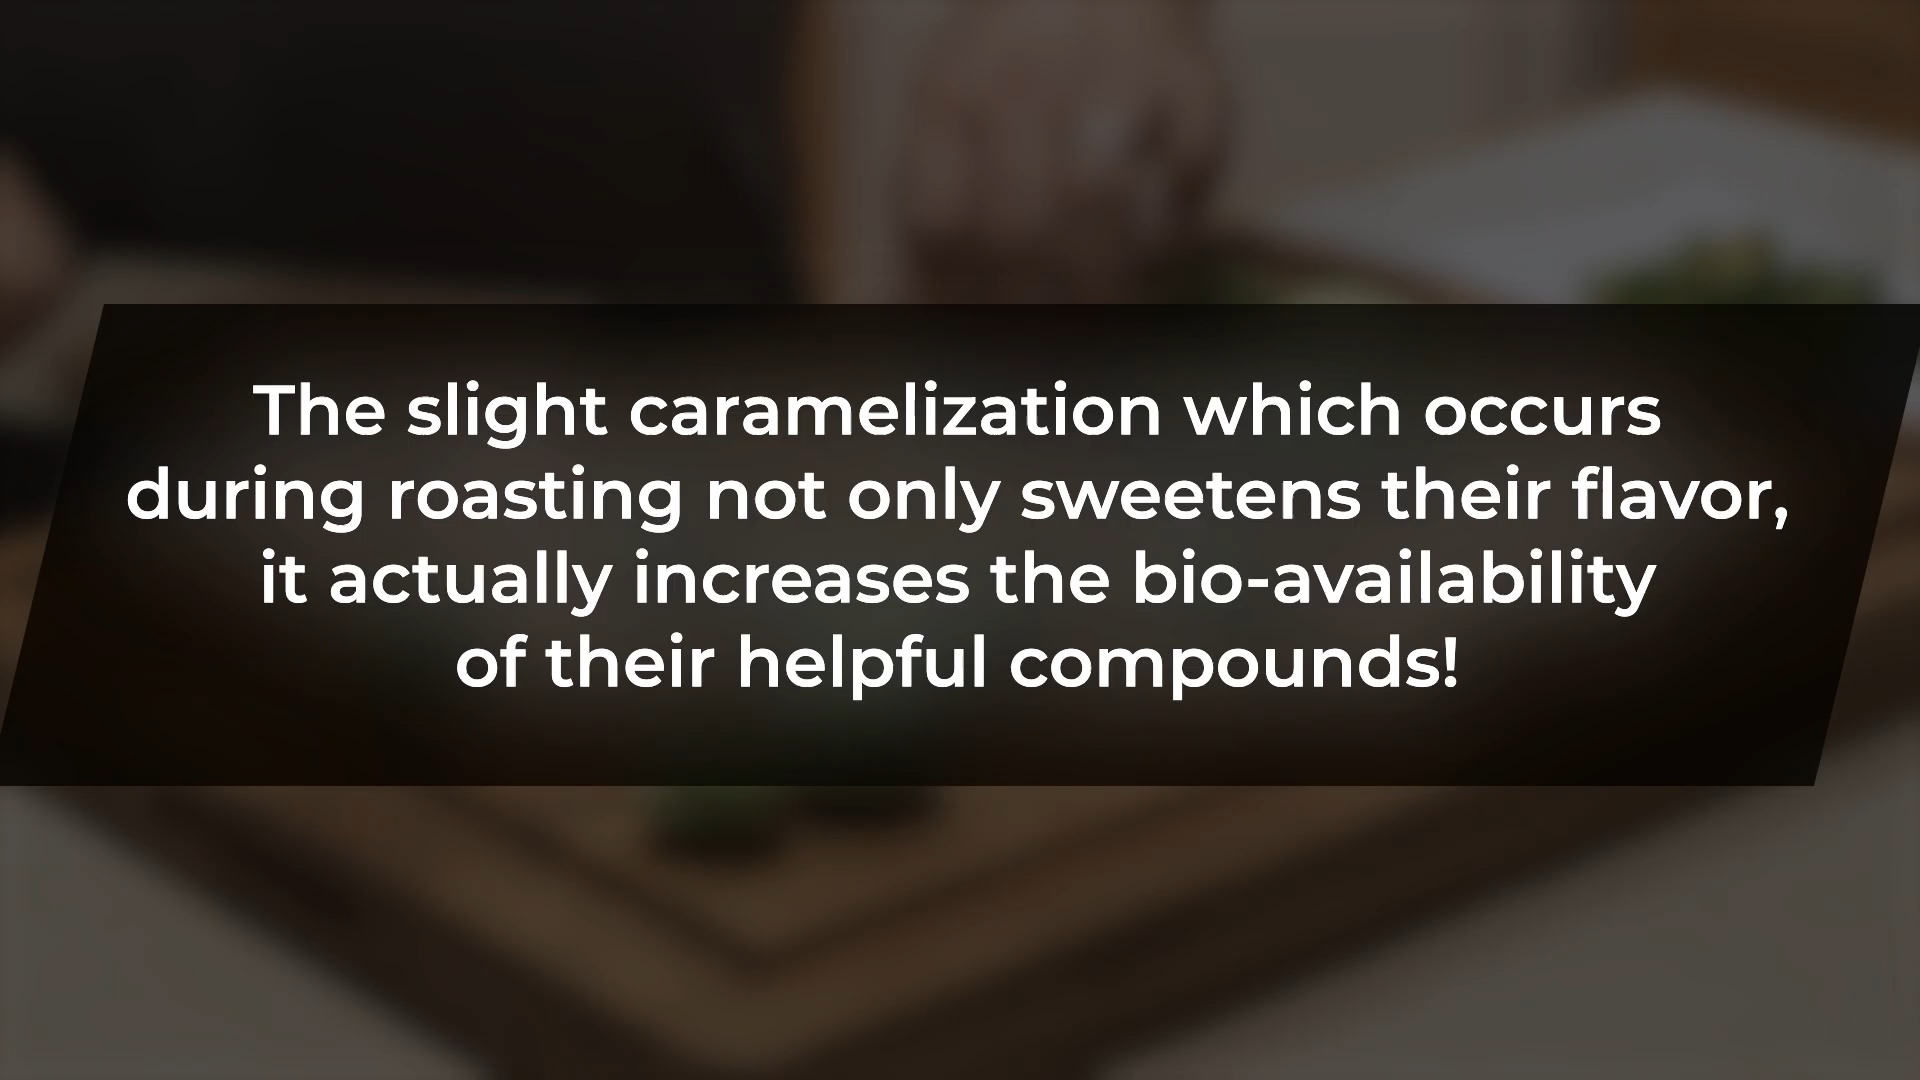 The slight caramelization which occurs
during roasting not only sweetens their flavor,
it actually increases the bio-availability
of their helpful compounds!